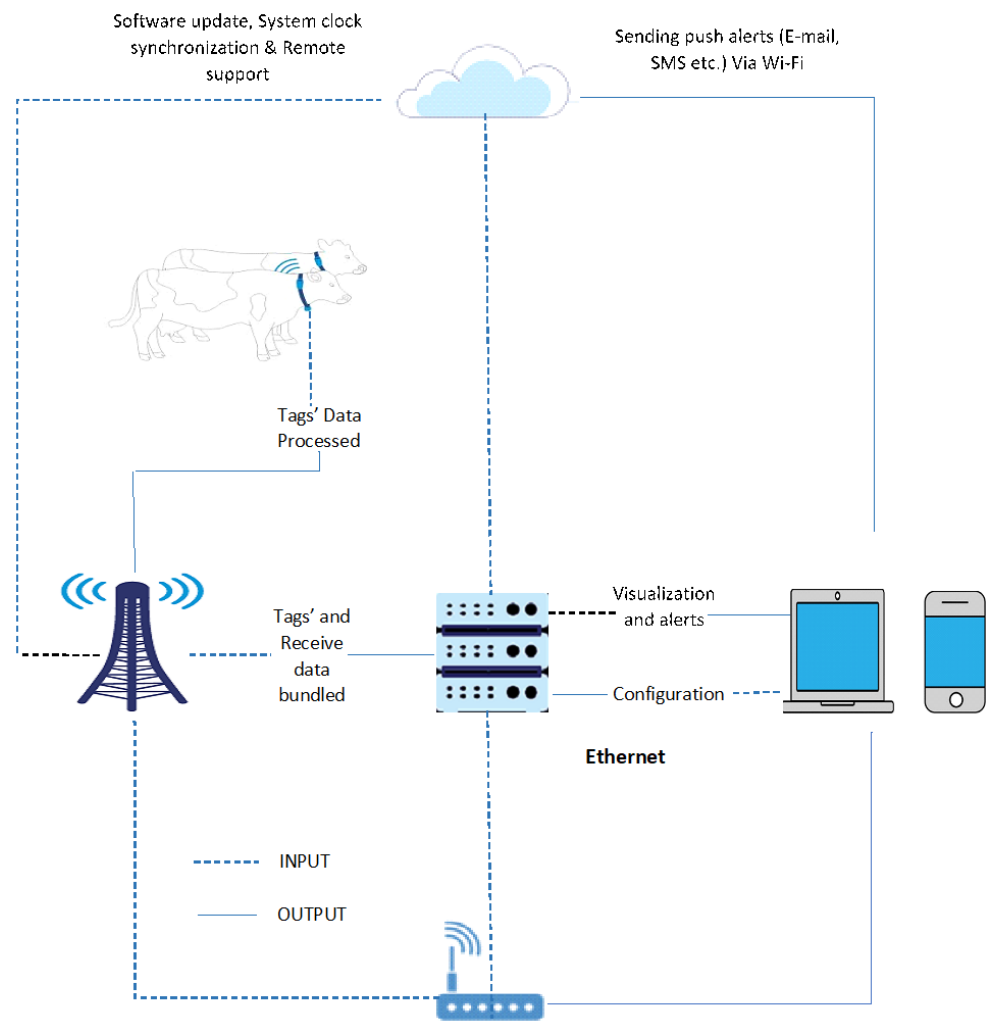 Software update, System clock
synchronization & Remote
support
Sending push alerts (E-mail,
SMS etc.) Via Wi-Fi
Tags’ Data
Processed
Tags’ and
Receive
data
bundled
Visualization
and alerts
Configuration
Ethernet
INPUT
OUTPUT